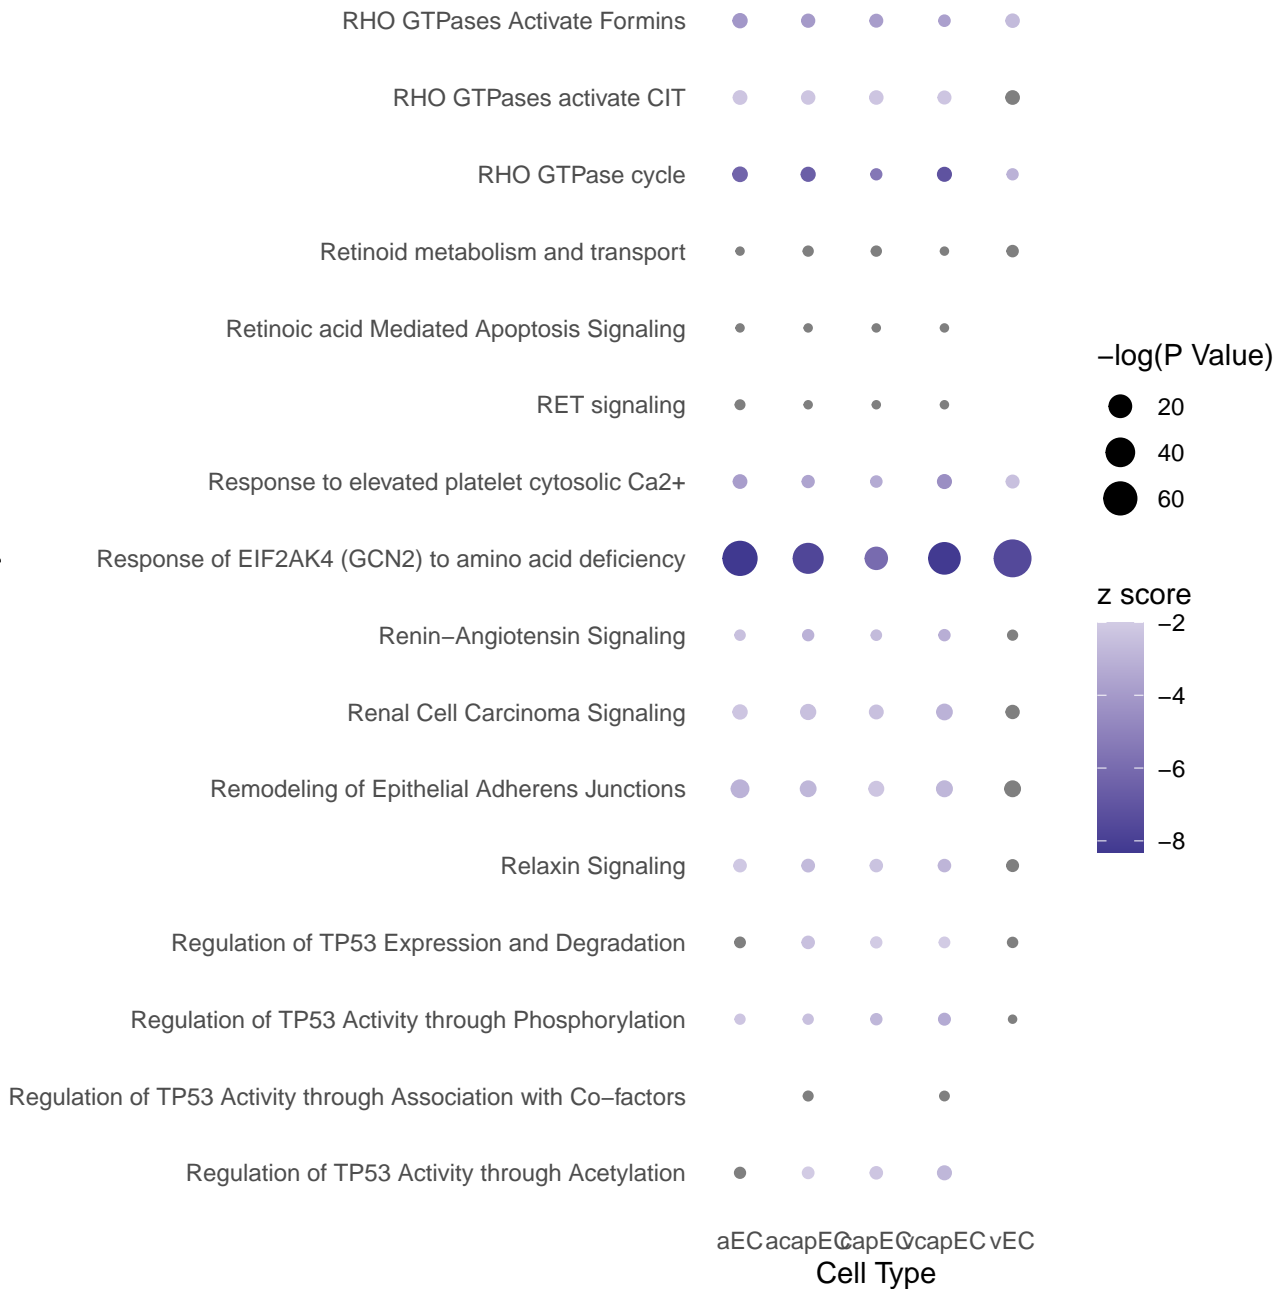 RHO GTPases Activate Formins
RHO GTPases activate CIT
RHO GTPase cycle
Retinoid metabolism and transport
Retinoic acid Mediated Apoptosis Signaling
RET signaling
Response to elevated platelet cytosolic Ca2+
Response of EIF2AK4 (GCN2) to amino acid deficiency
Renin−Angiotensin Signaling
Renal Cell Carcinoma Signaling
Remodeling of Epithelial Adherens Junctions
Relaxin Signaling
Regulation of TP53 Expression and Degradation
Regulation of TP53 Activity through Phosphorylation
Regulation of TP53 Activity through Association with Co−factors
Regulation of TP53 Activity through Acetylation
aEC acapEC capEC vcapEC vEC
Cell Type
−log(P Value)
20
40
60
z score
−2
−4
−6
−8